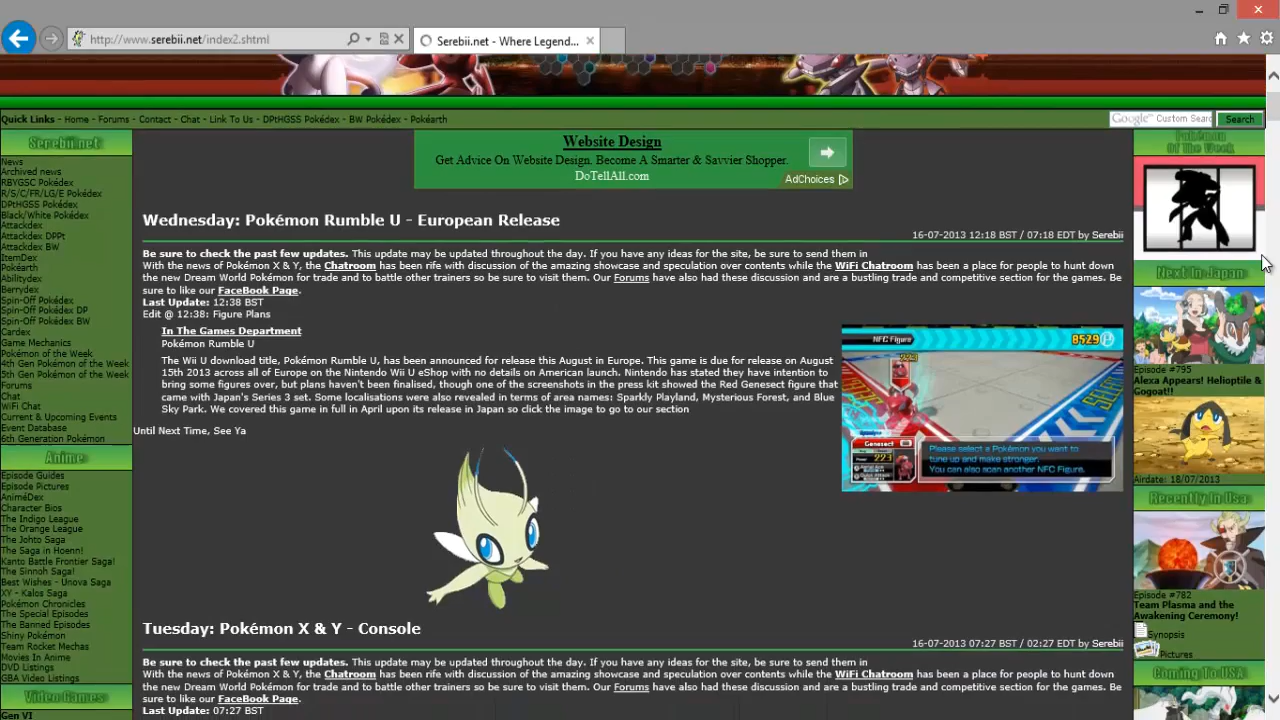 http://www.serebii.net/index2.shtml
Serebii.net - Where Legend...
Quick Links - Home - Forums - Contact - Chat - Link To Us - DPtHGSS Pokédex - BW Pokédex - Pokéarth
Google™ Custom Searc
Search
Serebii.net
News
Archived news
RBYGSC Pokédex
R/S/C/FR/LG/E Pokédex
DPtHGSS Pokédex
Black/White Pokédex
Attackdex
Attackdex DPPt
Attackdex BW
ItemDex
Pokéarth
Abilitydex
Berrydex
Spin-Off Pokédex
Spin-Off Pokédex DP
Spin-Off Pokédex BW
Cardex
Game Mechanics
Pokémon of the Week
4th Gen Pokémon of the Week
5th Gen Pokémon of the Week
Forums
Chat
WiFi Chat
Current & Upcoming Events
Event Database
6th Generation Pokémon
Anime
Episode Guides
Episode Pictures
AniméDex
Character Bios
The Indigo League
The Orange League
The Johto Saga
The Saga in Hoenn!
Kanto Battle Frontier Saga!
The Sinnoh Saga!
Best Wishes - Unova Saga
XY - Kalos Saga
Pokémon Chronicles
The Special Episodes
The Banned Episodes
Shiny Pokémon
Team Rocket Mechas
Movies In Anime
DVD Listings
GBA Video Listings
Video Games
Gen VI
Website Design
Get Advice On Website Design. Become A Smarter & Savvier Shopper.
DoTellAll.com
AdChoices
Wednesday: Pokémon Rumble U - European Release
16-07-2013 12:18 BST / 07:18 EDT by Serebii
Be sure to check the past few updates. This update may be updated throughout the day. If you have any ideas for the site, be sure to send them in
With the news of Pokémon X & Y, the Chatroom has been rife with discussion of the amazing showcase and speculation over contents while the WiFi Chatroom has been a place for people to hunt down
the new Dream World Pokémon for trade and to battle other trainers so be sure to visit them. Our Forums have also had these discussion and are a bustling trade and competitive section for the games. Be
sure to like our FaceBook Page.
Last Update: 12:38 BST
Edit @ 12:38: Figure Plans
In The Games Department
Pokémon Rumble U
The Wii U download title, Pokémon Rumble U, has been announced for release this August in Europe. This game is due for release on August
15th 2013 across all of Europe on the Nintendo Wii U eShop with no details on American launch. Nintendo has stated they have intention to
bring some figures over, but plans haven't been finalised, though one of the screenshots in the press kit showed the Red Genesect figure that
came with Japan's Series 3 set. Some localisations were also revealed in terms of area names: Sparkly Playland, Mysterious Forest, and Blue
Sky Park. We covered this game in full in April upon its release in Japan so click the image to go to our section
NFC Figure
8529
Genesect
223
Please select a Pokémon you want to
tune up and make stronger.
You can also scan another NFC Figure.
Until Next Time, See Ya
Tuesday: Pokémon X & Y - Console
16-07-2013 07:27 BST / 02:27 EDT by Serebii
Be sure to check the past few updates. This update may be updated throughout the day. If you have any ideas for the site, be sure to send them in
With the news of Pokémon X & Y, the Chatroom has been rife with discussion of the amazing showcase and speculation over contents while the WiFi Chatroom has been a place for people to hunt down
the new Dream World Pokémon for trade and to battle other trainers so be sure to visit them. Our Forums have also had these discussion and are a bustling trade and competitive section for the games. Be
sure to like our FaceBook Page.
Last Update: 07:27 BST
Pokémon
Of The Week
Next In Japan
Episode #795
Alexa Appears! Helioptile &
Gogoat!!
Airdate: 18/07/2013
Recently In Usa
Episode #782
Team Plasma and the
Awakening Ceremony!
Synopsis
Pictures
Coming To USA!